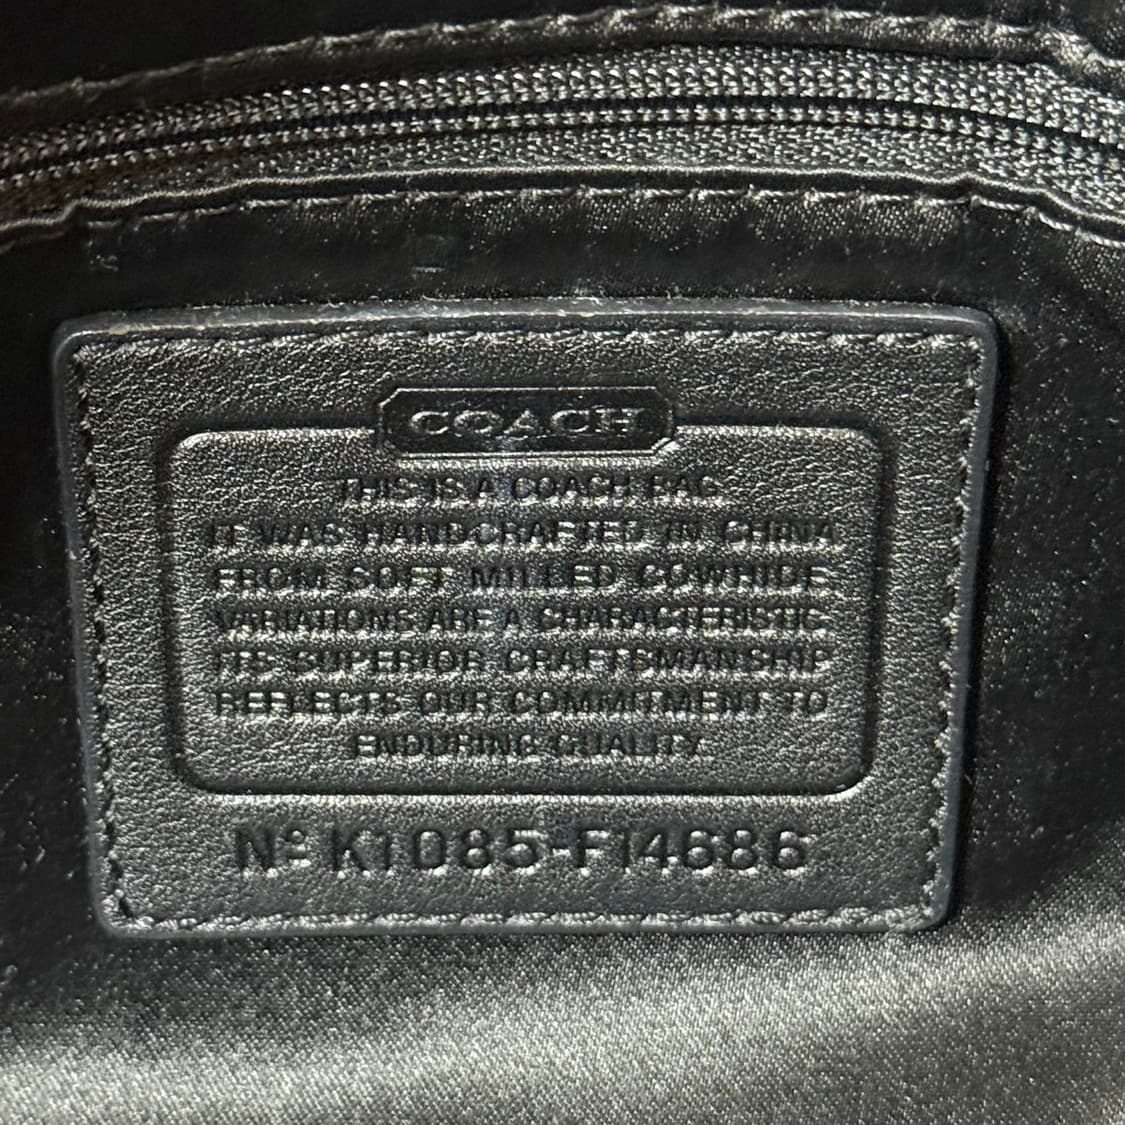 COACH
THIS IS A COACH BAG.
IT WAS HANDCRAFTED IN CHINA
FROM SOFT MILLED COWHIDE.
VARIATIONS ARE A CHARACTERISTIC
ITS SUPERIOR CRAFTSMANSHIP
REFLECTS OUR COMMITMENT TO
ENDURING QUALITY.
Nº K1085-F14686